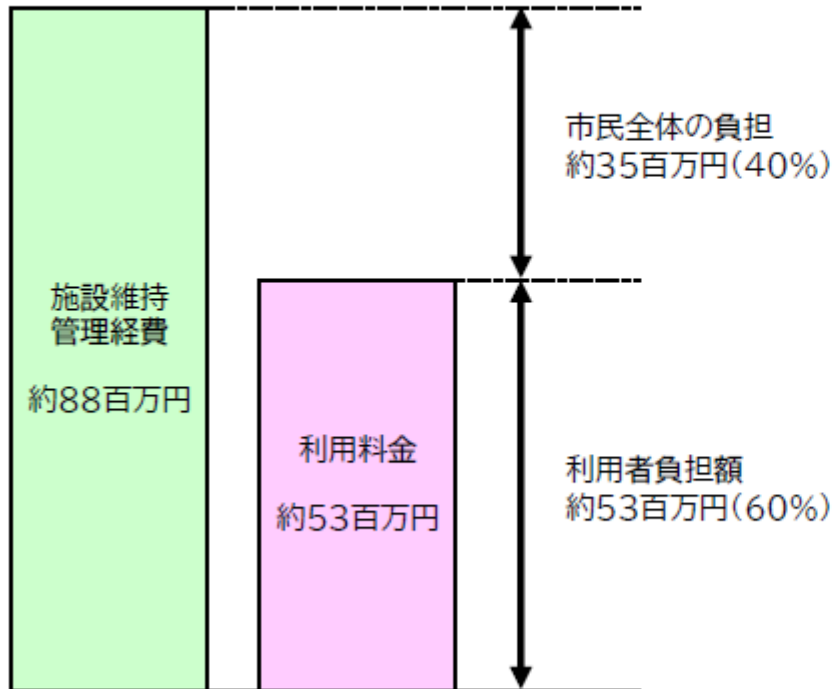 市民全体の負担
約35百万円(40%)
施設維持
管理経費
約88百万円
利用料金
約53百万円
利用者負担額
約53百万円(60%)